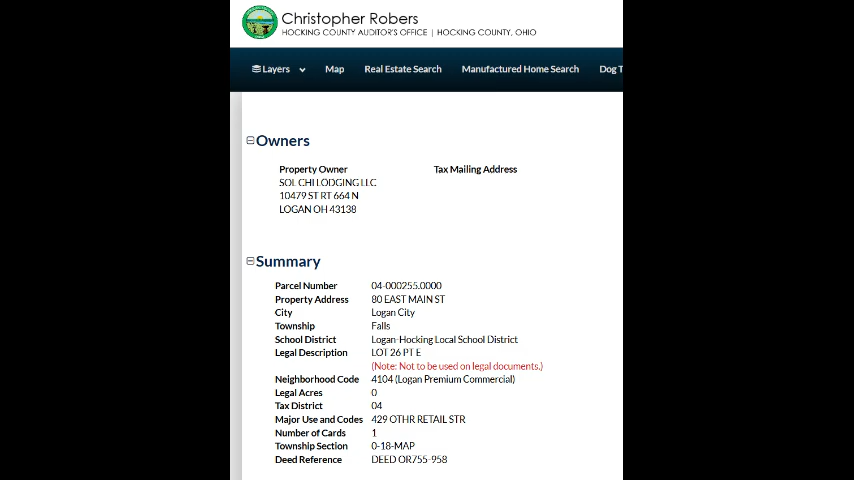 Christopher Robers
HOCKING COUNTY AUDITOR'S OFFICE | HOCKING COUNTY, OHIO
Layers Map Real Estate Search Manufactured Home Search Dog T
Owners
Property Owner Tax Mailing Address
SOL CHI LODGING LLC
10479 ST RT 664 N
LOGAN OH 43138
Summary
Parcel Number 04-000255.0000
Property Address 80 EAST MAIN ST
City Logan City
Township Falls
School District Logan-Hocking Local School District
Legal Description LOT 26 PT E
(Note: Not to be used on legal documents.)
Neighborhood Code 4104 (Logan Premium Commercial)
Legal Acres 0
Tax District 04
Major Use and Codes 429 OTHR RETAIL STR
Number of Cards 1
Township Section 0-18-MAP
Deed Reference DEED OR755-958